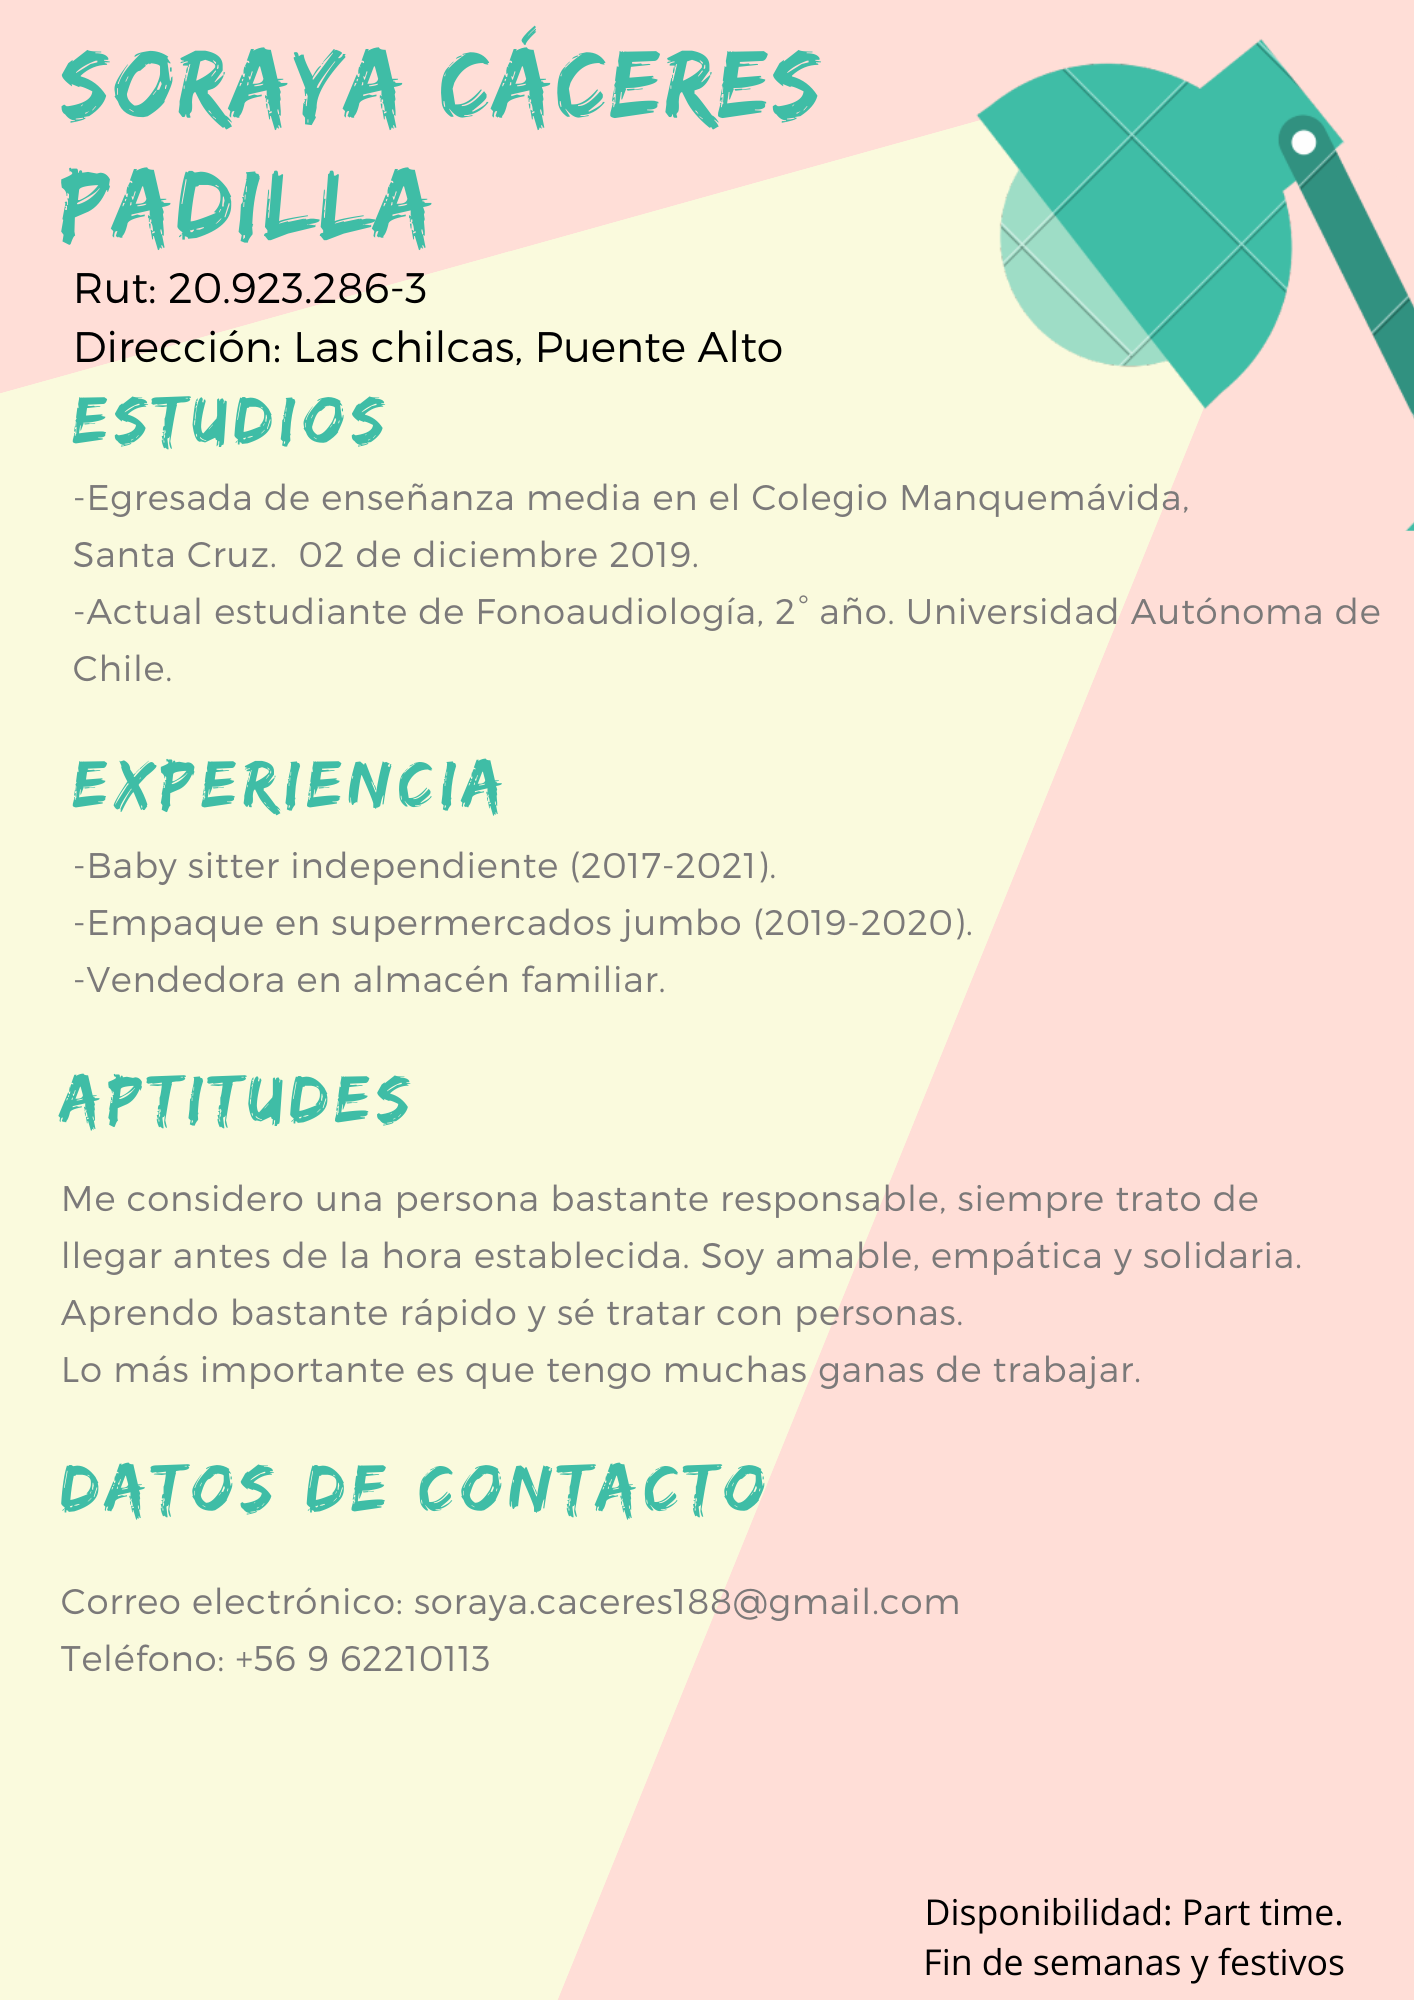 SORAYA CÁCERES
PADILLA
Rut: 20.923.286-3
Dirección: Las chilcas, Puente Alto
ESTUDIOS
-Egresada de enseñanza media en el Colegio Manquemávida,
Santa Cruz.  02 de diciembre 2019.
-Actual estudiante de Fonoaudiología, 2° año. Universidad Autónoma de
Chile.
EXPERIENCIA
-Baby sitter independiente (2017-2021).
-Empaque en supermercados jumbo (2019-2020).
-Vendedora en almacén familiar.
APTITUDES
Me considero una persona bastante responsable, siempre trato de
llegar antes de la hora establecida. Soy amable, empática y solidaria.
Aprendo bastante rápido y sé tratar con personas.
Lo más importante es que tengo muchas ganas de trabajar.
DATOS DE CONTACTO
Correo electrónico: soraya.caceres188@gmail.com
Teléfono: +56 9 62210113
Disponibilidad: Part time.
Fin de semanas y festivos